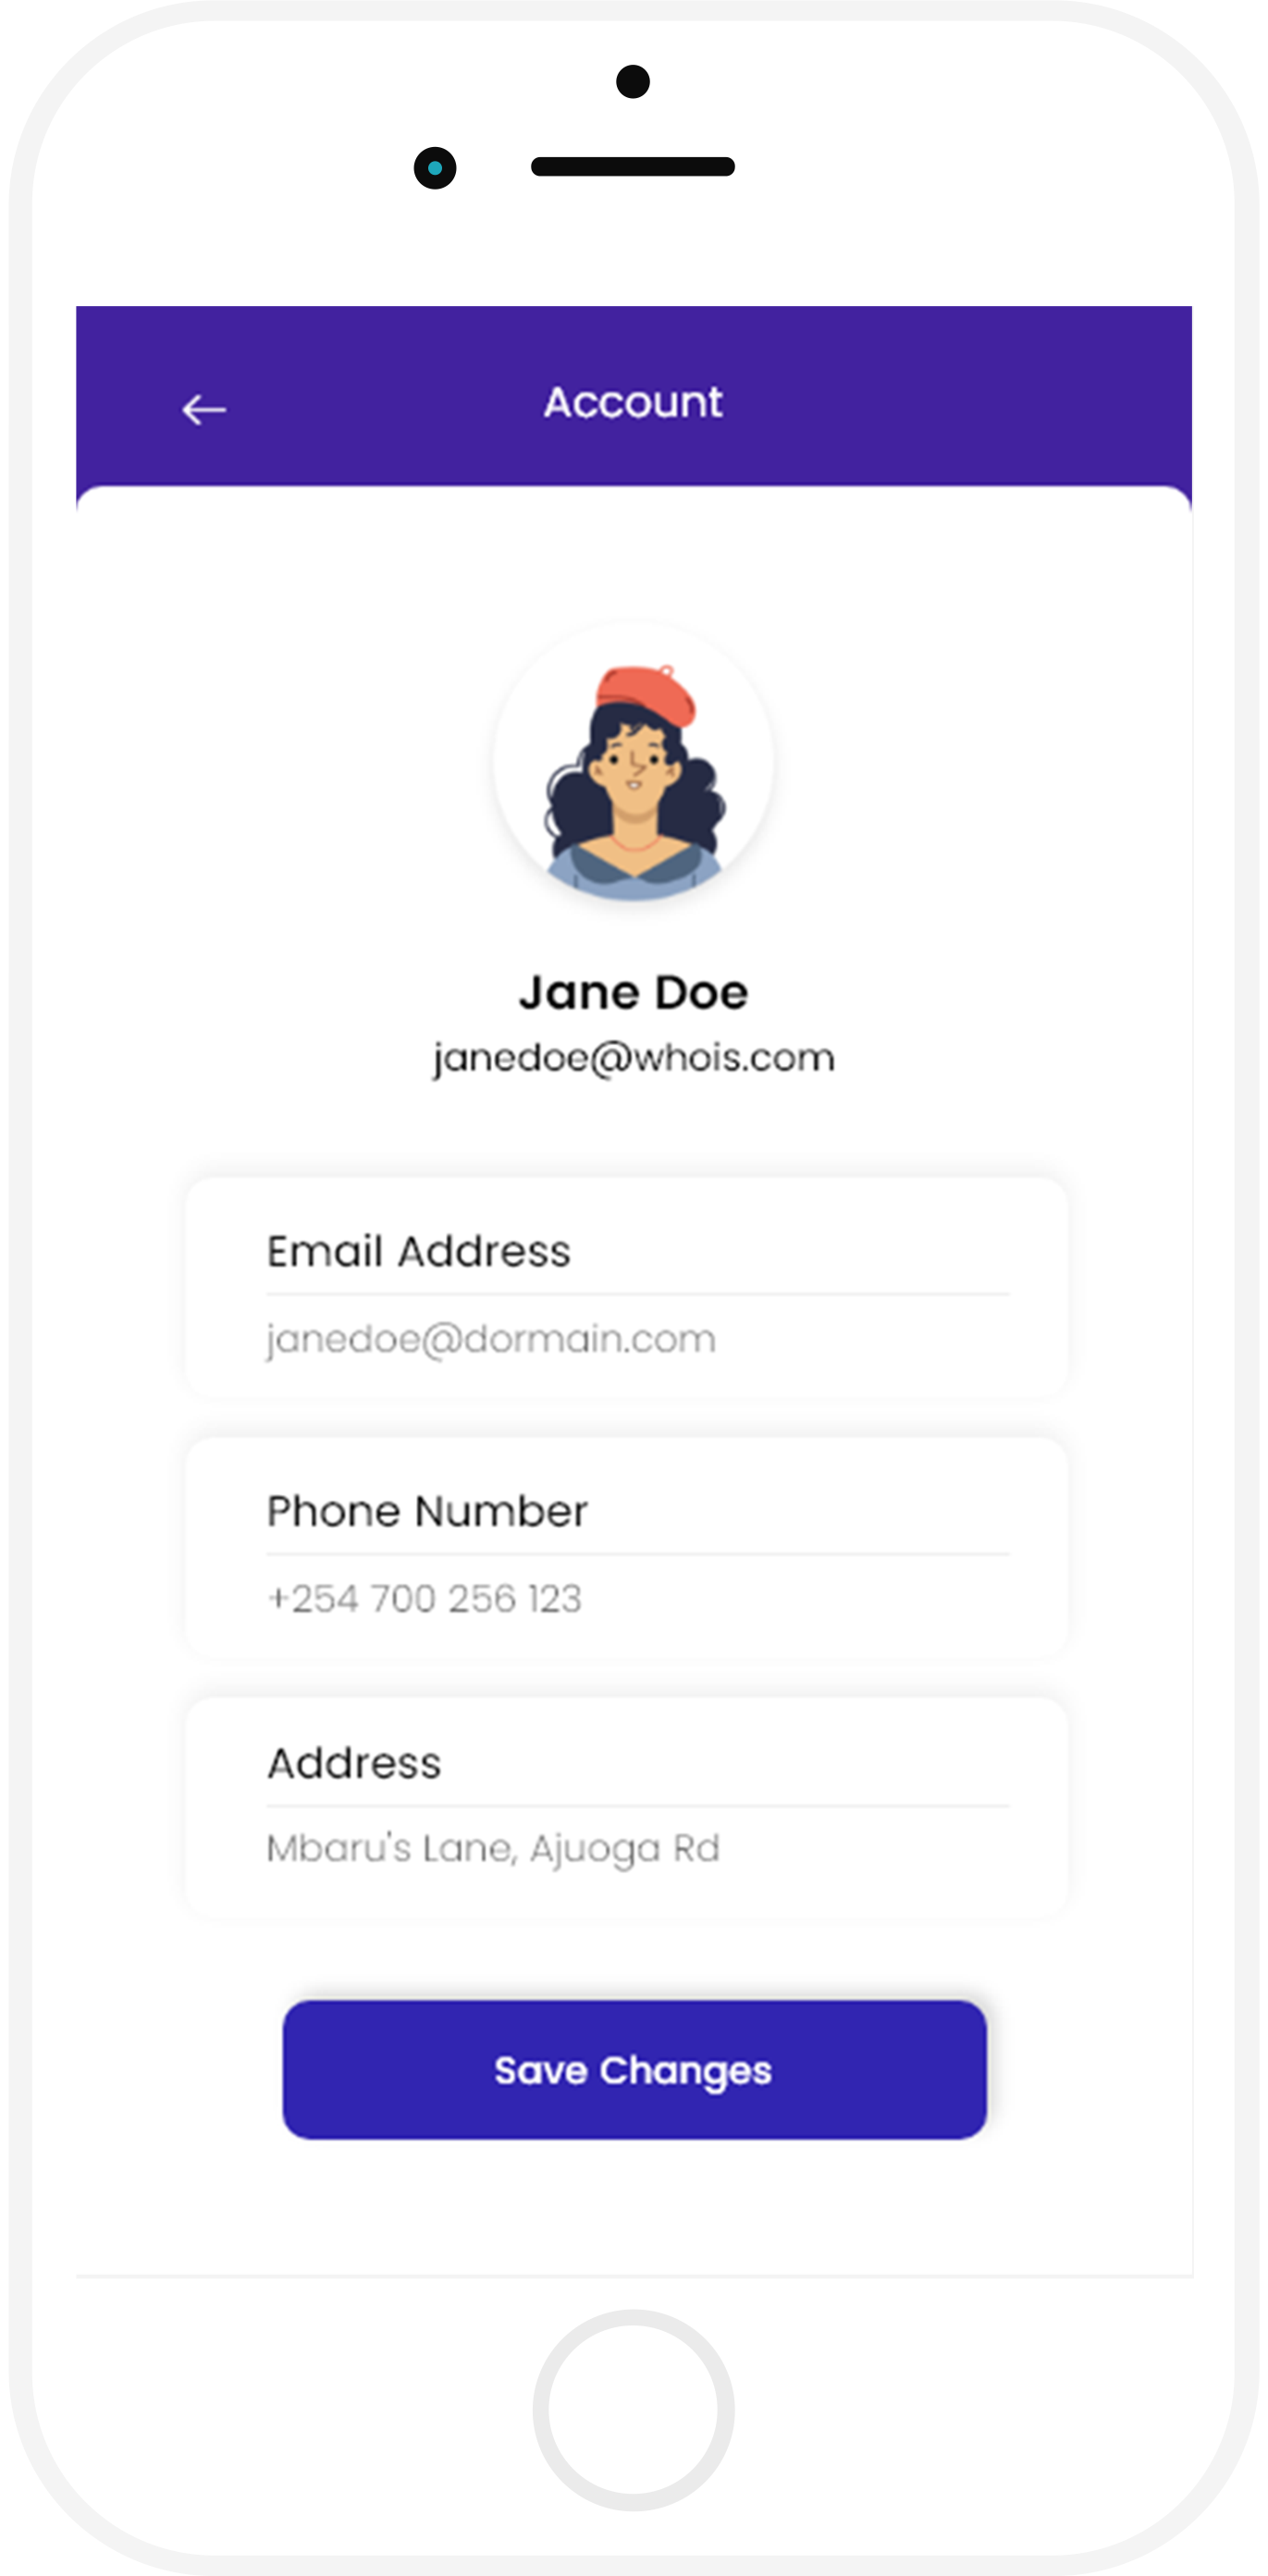 Account
Jane Doe
janedoe@whois.com
Email Address
janedoe@dormain.com
Phone Number
+254 700 256 123
Address
Mbaru's Lane, Ajuoga Rd
Save Changes